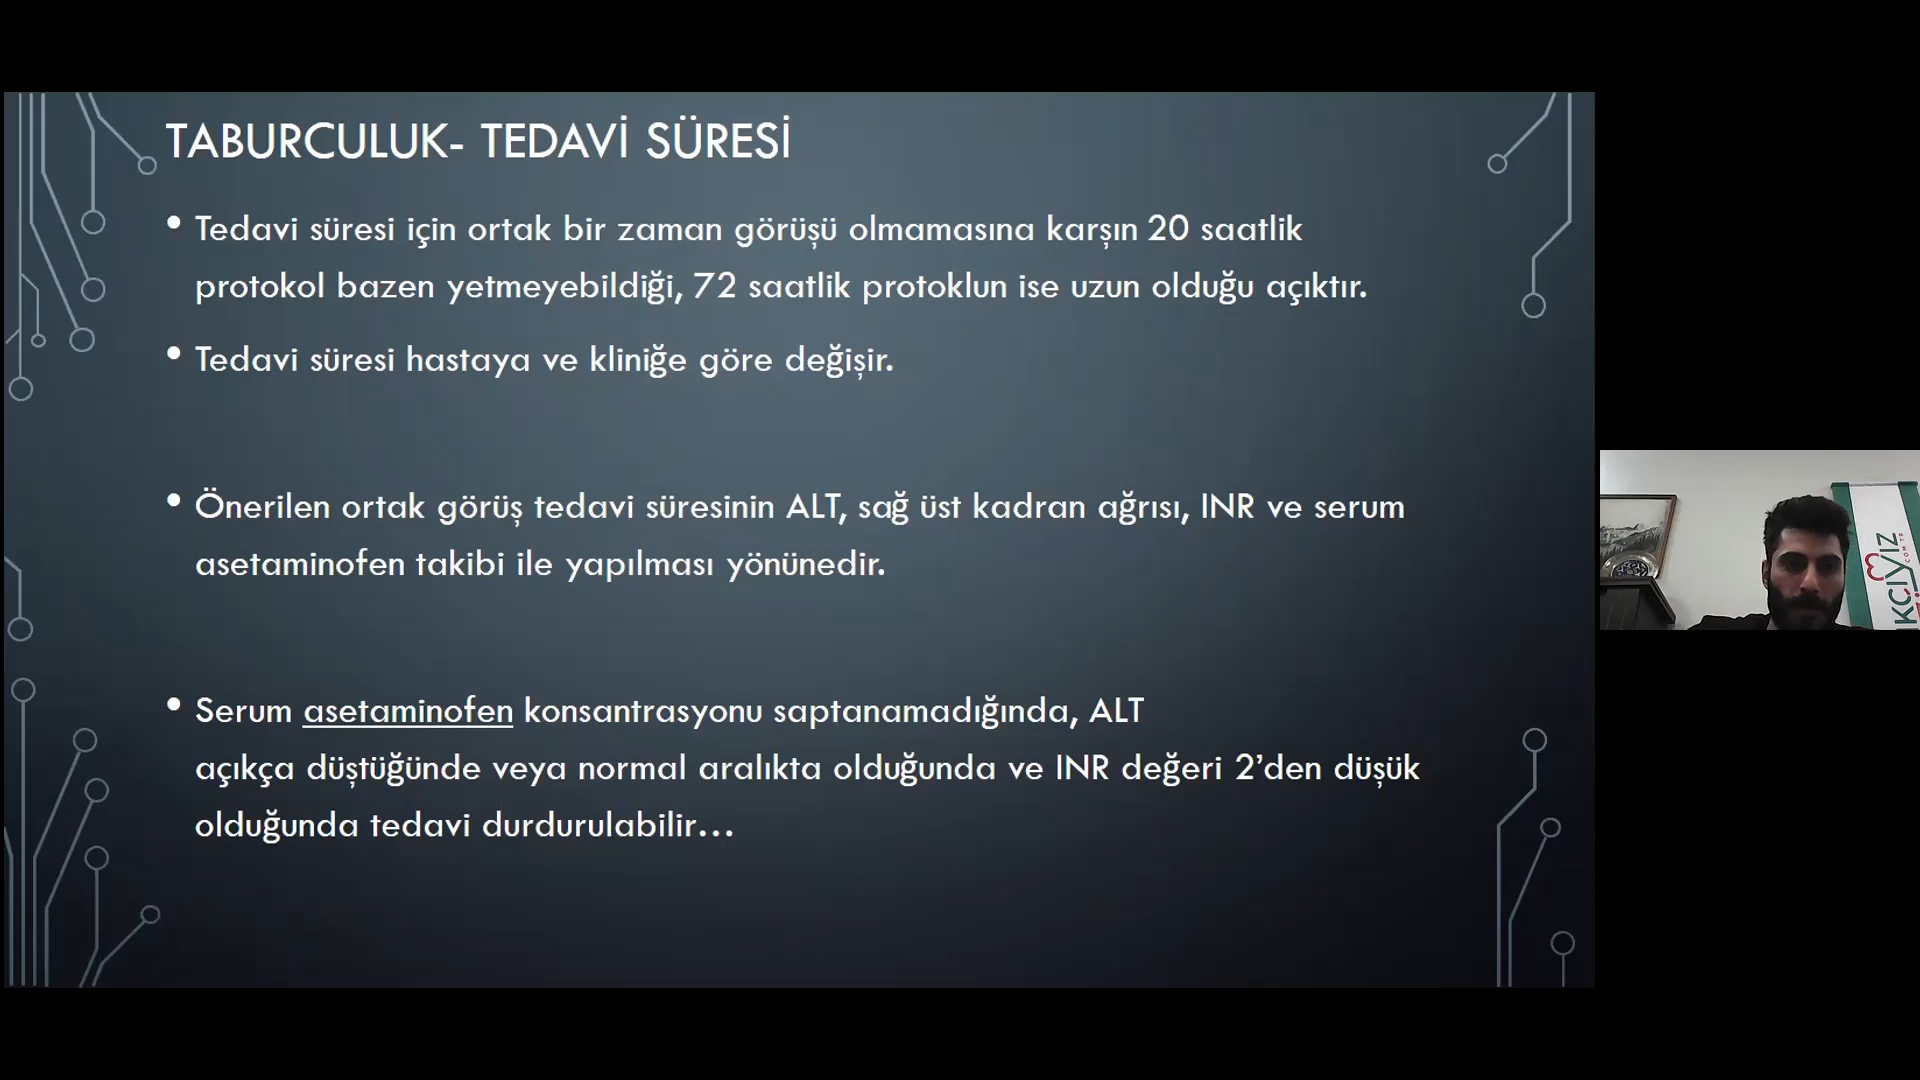 TABURCULUK- TEDAVİ SÜRESİ
• Tedavi süresi için ortak bir zaman görüşü olmamasına karşın 20 saatlik
protokol bazen yetmeyebildiği, 72 saatlik protoklun ise uzun olduğu açıktır.
• Tedavi süresi hastaya ve kliniğe göre değişir.
• Önerilen ortak görüş tedavi süresinin ALT, sağ üst kadran ağrısı, INR ve serum
asetaminofen takibi ile yapılması yönünedir.
• Serum asetaminofen konsantrasyonu saptanamadığında, ALT
açıkça düştüğünde veya normal aralıkta olduğunda ve INR değeri 2’den düşük
olduğunda tedavi durdurulabilir…
KÇIYIZ
COM.TR